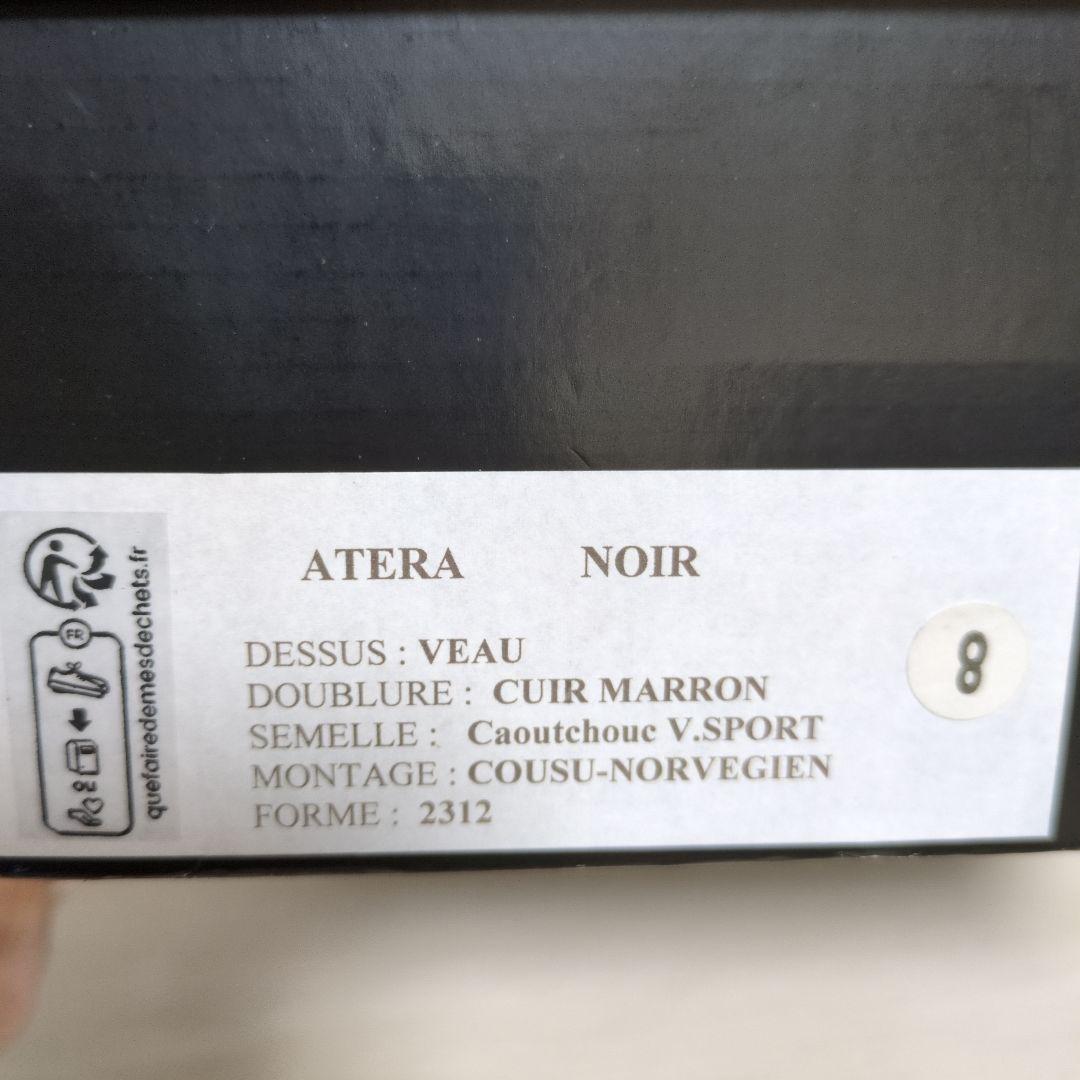 ATERA NOIR
DESSUS : VEAU
DOUBLURE : CUIR MARRON
SEMELLE : Caoutchouc V.SPORT
MONTAGE : COUSU-NORVEGIEN
FORME : 2312
8
FR
quefairedemesdechets.fr